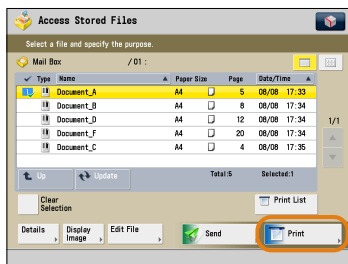 Access Stored Files
Select a file and specify the purpose.
Mail Box /01 :
✓ Type Name ▲ Paper Size Page Date/Time ▲
1 Document_A A4 5 08/08 17:33
Document_B A4 8 08/08 17:34
Document_D A4 12 08/08 17:34
Document_F A4 20 08/08 17:34
Document_C A4 4 08/08 17:35
1/1
Up Update Total:5 Selected:1
Clear Selection
Print List
Details Display Image Edit File Send Print